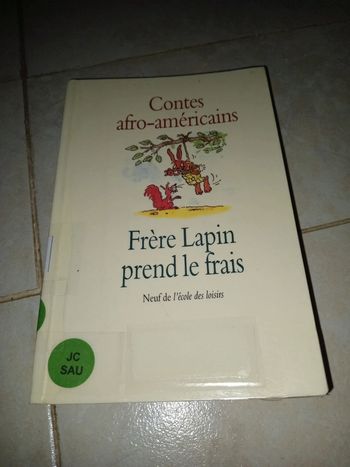 Contes
afro-américains
Frère Lapin
prend le frais
Neuf de l'école des loisirs
JC
SAU